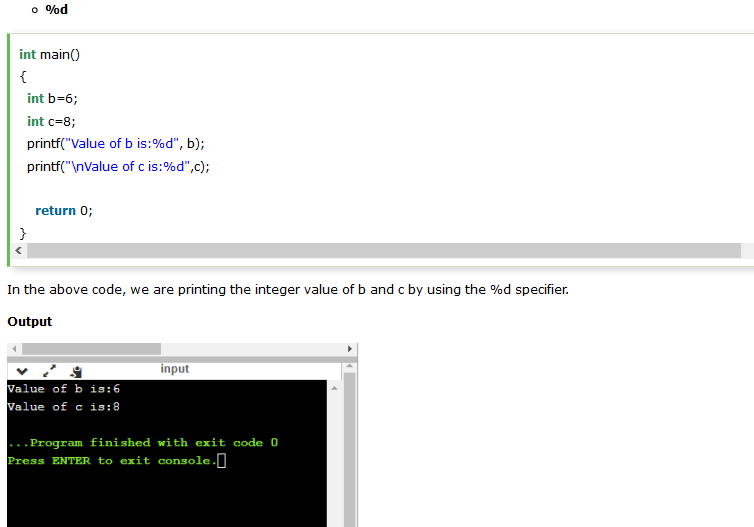 %d
int main()
{
int b=6;
int c=8;
printf("Value of b is:%d", b);
printf("\nValue of c is:%d",c);
return 0;
}
In the above code, we are printing the integer value of b and c by using the %d specifier.
Output
input
Value of b is:6
Value of c is:8
...Program finished with exit code 0
Press ENTER to exit console.